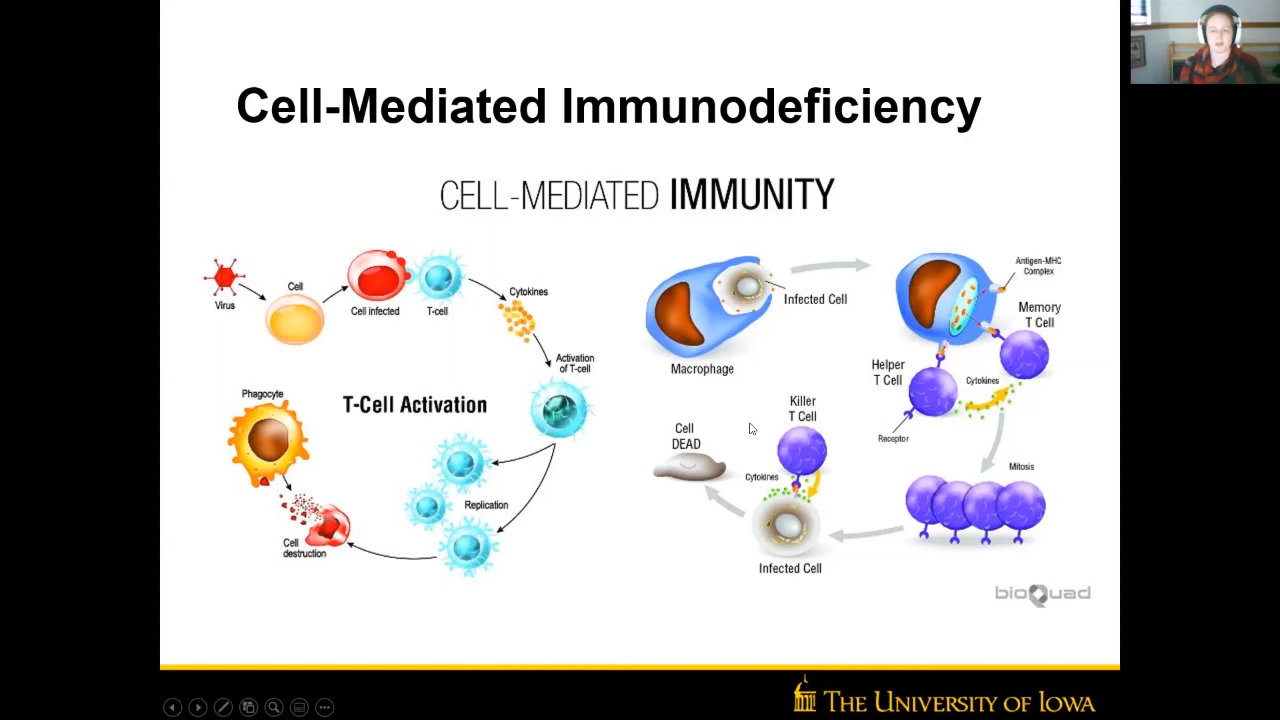 Cell-Mediated Immunodeficiency
CELL-MEDIATED IMMUNITY
Virus
Cell
Cell infected
T-cell
Cytokines
Activation
of T-cell
T-Cell Activation
Replication
Phagocyte
Cell
destruction
Macrophage
Infected Cell
Antigen-MHC
Complex
Memory
T Cell
Helper
T Cell
Cytokines
Receptor
Mitosis
Killer
T Cell
Cytokines
Infected Cell
Cell
DEAD
bioQuad
THE UNIVERSITY OF IOWA